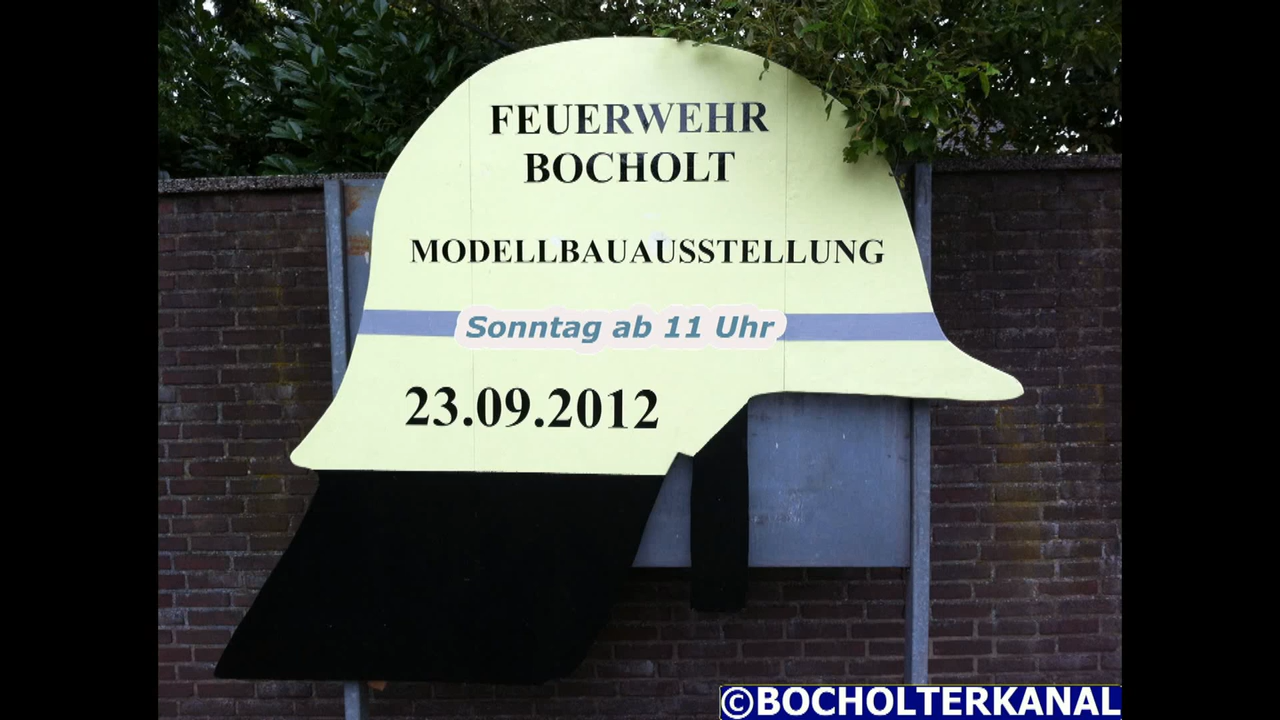 FEUERWEHR
BOCHOLT
MODELLBAUAUSSTELLUNG
Sonntag ab 11 Uhr
23.09.2012
©BOCHOLTERKANAL